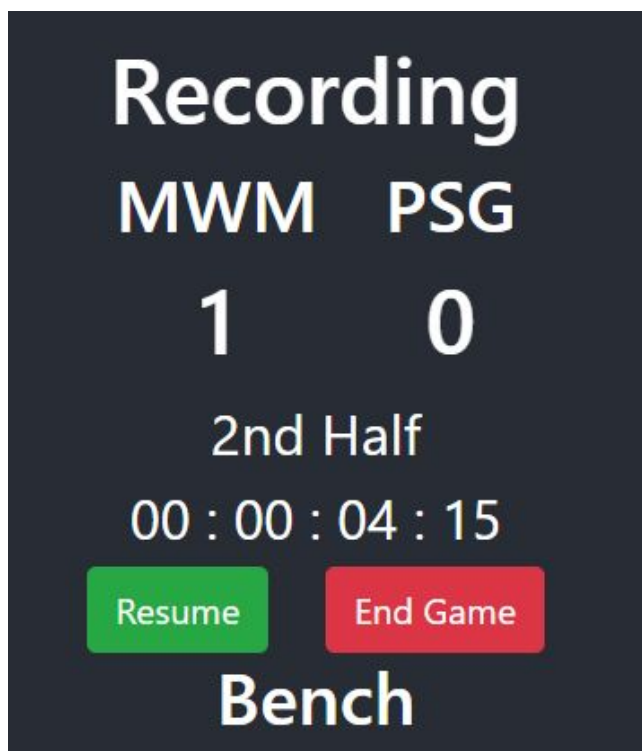 Recording
MWM PSG
1 0
2nd Half
00 : 00 : 04 : 15
Resume End Game
Bench